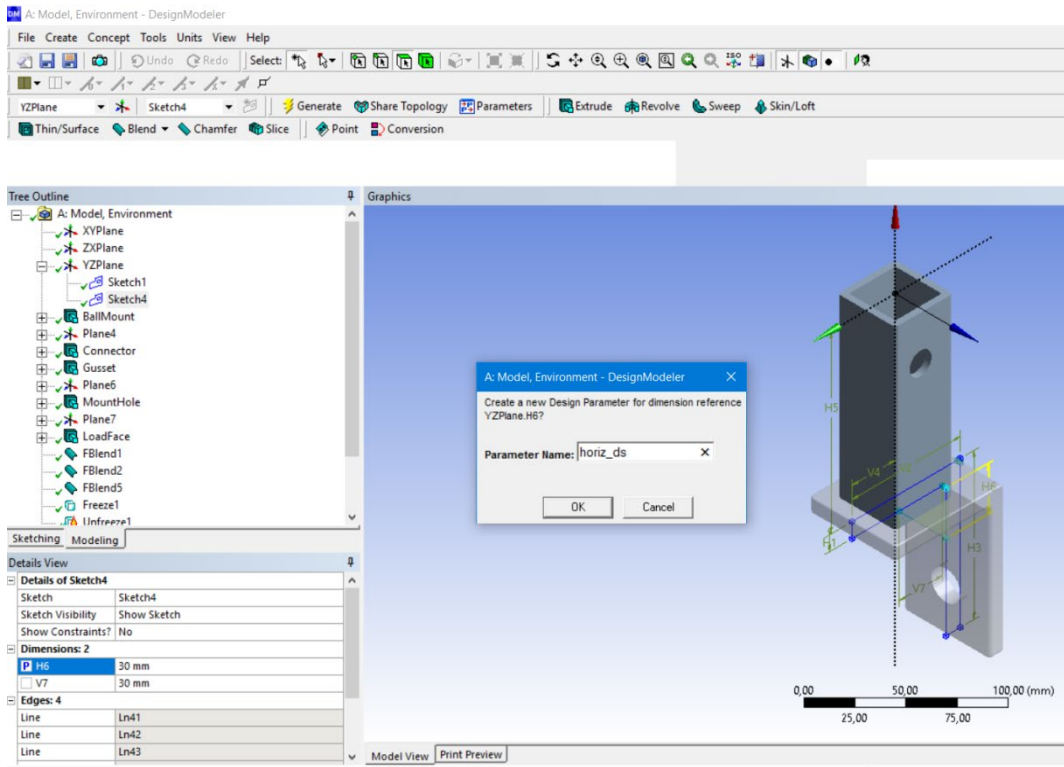 DM A: Model, Environment - DesignModeler
File Create Concept Tools Units View Help
Undo Redo Select: ISO
YZPlane Sketch4 Generate Share Topology Parameters Extrude Revolve Sweep Skin/Loft
Thin/Surface Blend Chamfer Slice Point Conversion
Tree Outline
A: Model, Environment
XYPlane
ZXPlane
YZPlane
Sketch1
Sketch4
BallMount
Plane4
Connector
Gusset
Plane6
MountHole
Plane7
LoadFace
FBlend1
FBlend2
FBlend5
Freeze1
Unfreeze1
Sketching Modeling
Details View
Details of Sketch4
Sketch Sketch4
Sketch Visibility Show Sketch
Show Constraints? No
Dimensions: 2
P H6 30 mm
V7 30 mm
Edges: 4
Line Ln41
Line Ln42
Line Ln43
Graphics
A: Model, Environment - DesignModeler
Create a new Design Parameter for dimension reference
YZPlane.H6?
Parameter Name: horiz_ds
OK Cancel
H5
V4
H6
H3
V7
0,00 50,00 100,00 (mm)
25,00 75,00
Model View Print Preview